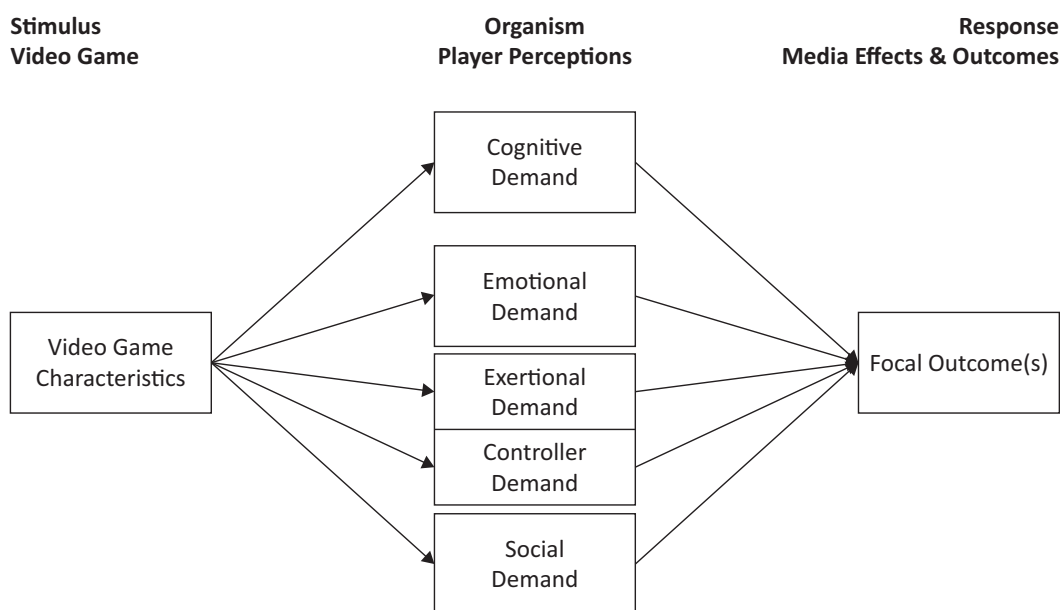 Stimulus
Video Game
Organism
Player Perceptions
Response
Media Effects & Outcomes
Cognitive
Demand
Emotional
Demand
Video Game
Characteristics
Exertional
Demand
Focal Outcome(s)
Controller
Demand
Social
Demand